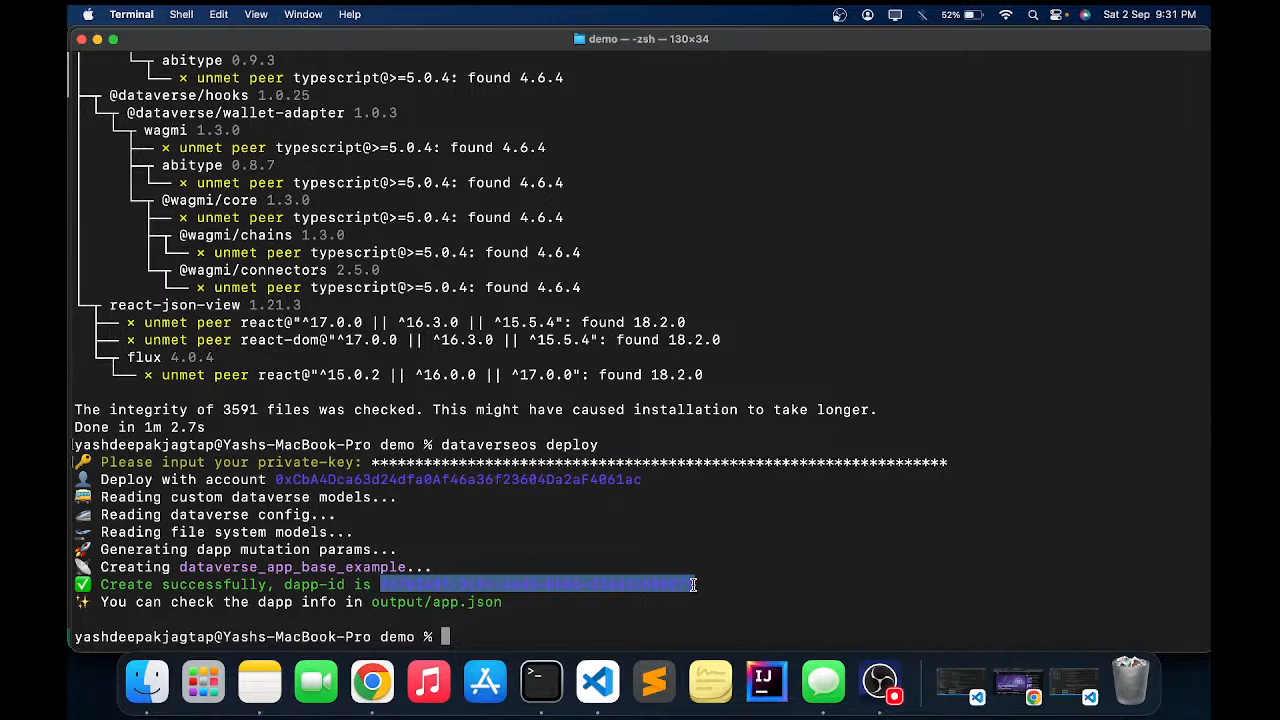 Terminal Shell Edit View Window Help 52% Sat 2 Sep 9:31 PM
demo — -zsh — 130×34
abitype 0.9.3
× unmet peer typescript@>=5.0.4: found 4.6.4
@dataverse/hooks 1.0.25
@dataverse/wallet-adapter 1.0.3
wagmi 1.3.0
× unmet peer typescript@>=5.0.4: found 4.6.4
abitype 0.8.7
× unmet peer typescript@>=5.0.4: found 4.6.4
@wagmi/core 1.3.0
× unmet peer typescript@>=5.0.4: found 4.6.4
@wagmi/chains 1.3.0
× unmet peer typescript@>=5.0.4: found 4.6.4
@wagmi/connectors 2.5.0
× unmet peer typescript@>=5.0.4: found 4.6.4
react-json-view 1.21.3
× unmet peer react@"^17.0.0 || ^16.3.0 || ^15.5.4": found 18.2.0
× unmet peer react-dom@"^17.0.0 || ^16.3.0 || ^15.5.4": found 18.2.0
flux 4.0.4
× unmet peer react@"^15.0.2 || ^16.0.0 || ^17.0.0": found 18.2.0
The integrity of 3591 files was checked. This might have caused installation to take longer.
Done in 1m 2.7s
yashdeepakjagtap@Yashs-MacBook-Pro demo % dataverseos deploy
🔑 Please input your private-key: ******************************************************************
👤 Deploy with account 0xCbA4Dca63d24dfa0Af46a36f23604Da2aF4061ac
🚌 Reading custom dataverse models...
🚄 Reading dataverse config...
🛫 Reading file system models...
🚀 Generating dapp mutation params...
📡 Creating dataverse_app_base_example...
✅ Create successfully, dapp-id is
✨ You can check the dapp info in output/app.json
yashdeepakjagtap@Yashs-MacBook-Pro demo %